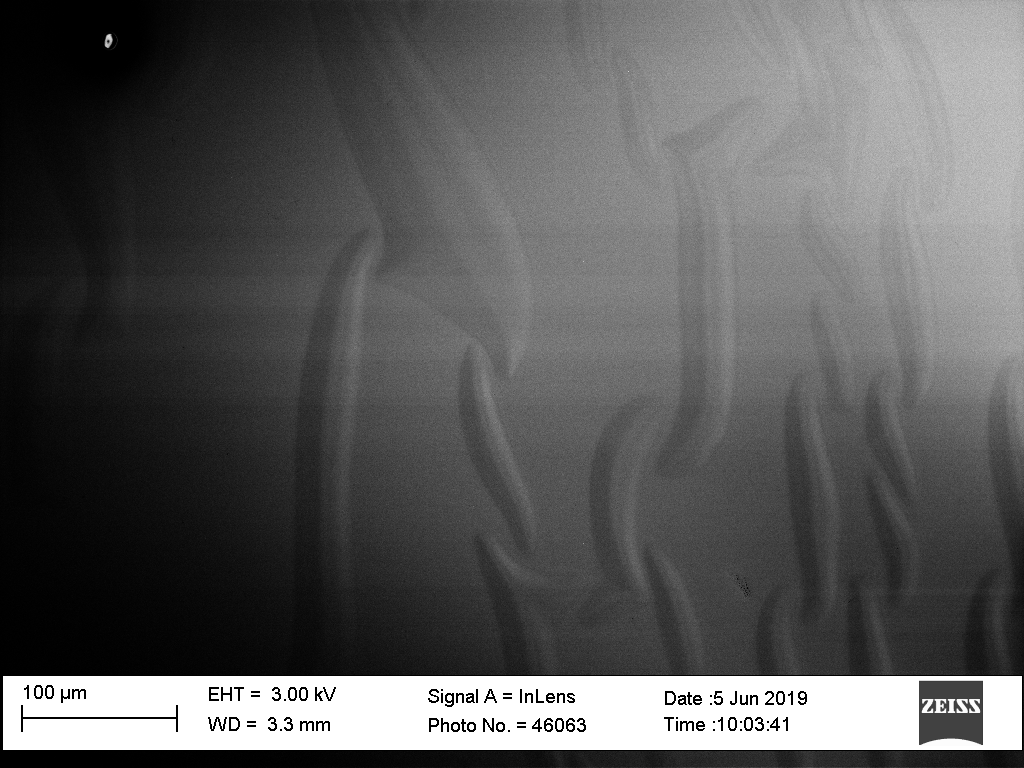 100 µm
EHT = 3.00 kV
WD = 3.3 mm
Signal A = InLens
Photo No. = 46063
Date :5 Jun 2019
Time :10:03:41
ZEISS